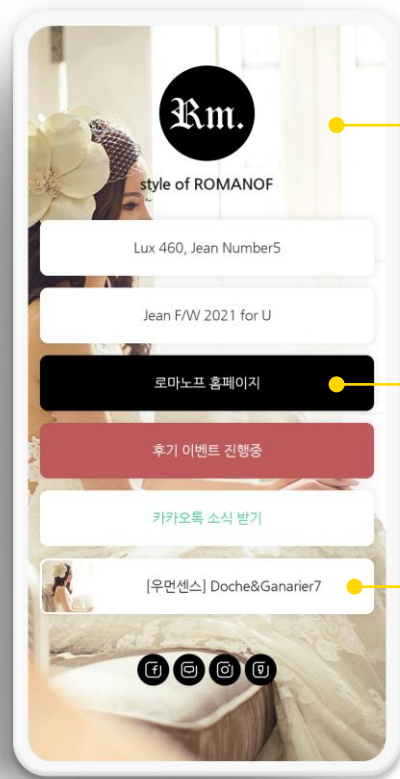 Rm.
style of ROMANOF
Lux 460, Jean Number5
Jean F/W 2021 for U
로마노프 홈페이지
후기 이벤트 진행중
카카오톡 소식 받기
[우먼센스] Doche&Ganarier7